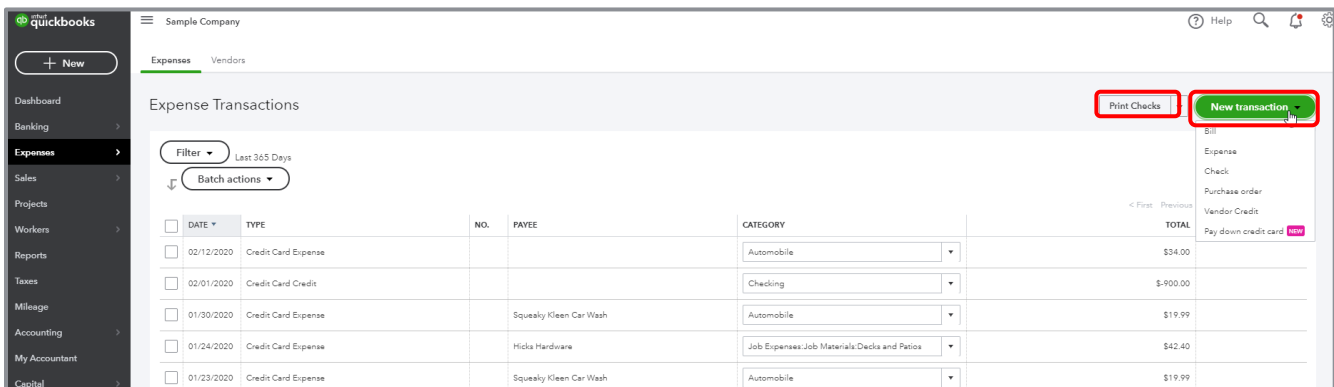 intuit
quickbooks
Sample Company
Help
+ New
Expenses Vendors
Dashboard
Banking
Expenses
Sales
Projects
Workers
Reports
Taxes
Mileage
Accounting
My Accountant
Capital
Expense Transactions
Print Checks
New transaction
Bill
Expense
Check
Purchase order
Vendor Credit
Pay down credit card NEW
Filter
Last 365 Days
Batch actions
< First Previous
DATE TYPE NO. PAYEE CATEGORY TOTAL
02/12/2020 Credit Card Expense Automobile $34.00
02/01/2020 Credit Card Credit Checking $-900.00
01/30/2020 Credit Card Expense Squeaky Kleen Car Wash Automobile $19.99
01/24/2020 Credit Card Expense Hicks Hardware Job Expenses:Job Materials:Decks and Patios $42.40
01/23/2020 Credit Card Expense Squeaky Kleen Car Wash Automobile $19.99